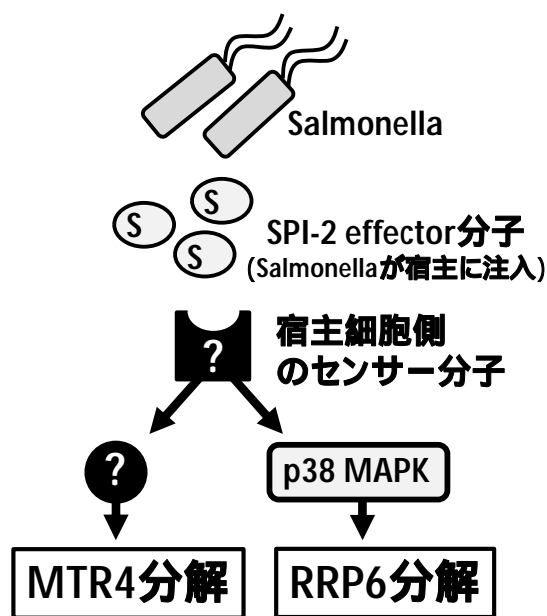 Salmonella
S
S
S
SPI-2 effector分子
(Salmonellaが宿主に注入)
宿主細胞側
のセンサー分子
?
?
p38 MAPK
MTR4分解
RRP6分解